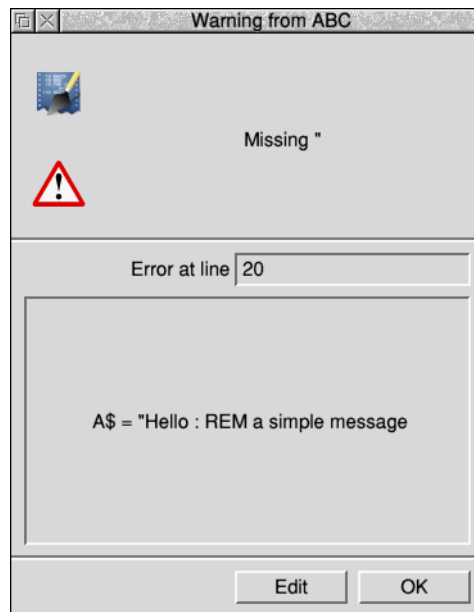 Warning from ABC
Missing "
Error at line 20
A$ = "Hello : REM a simple message
Edit OK